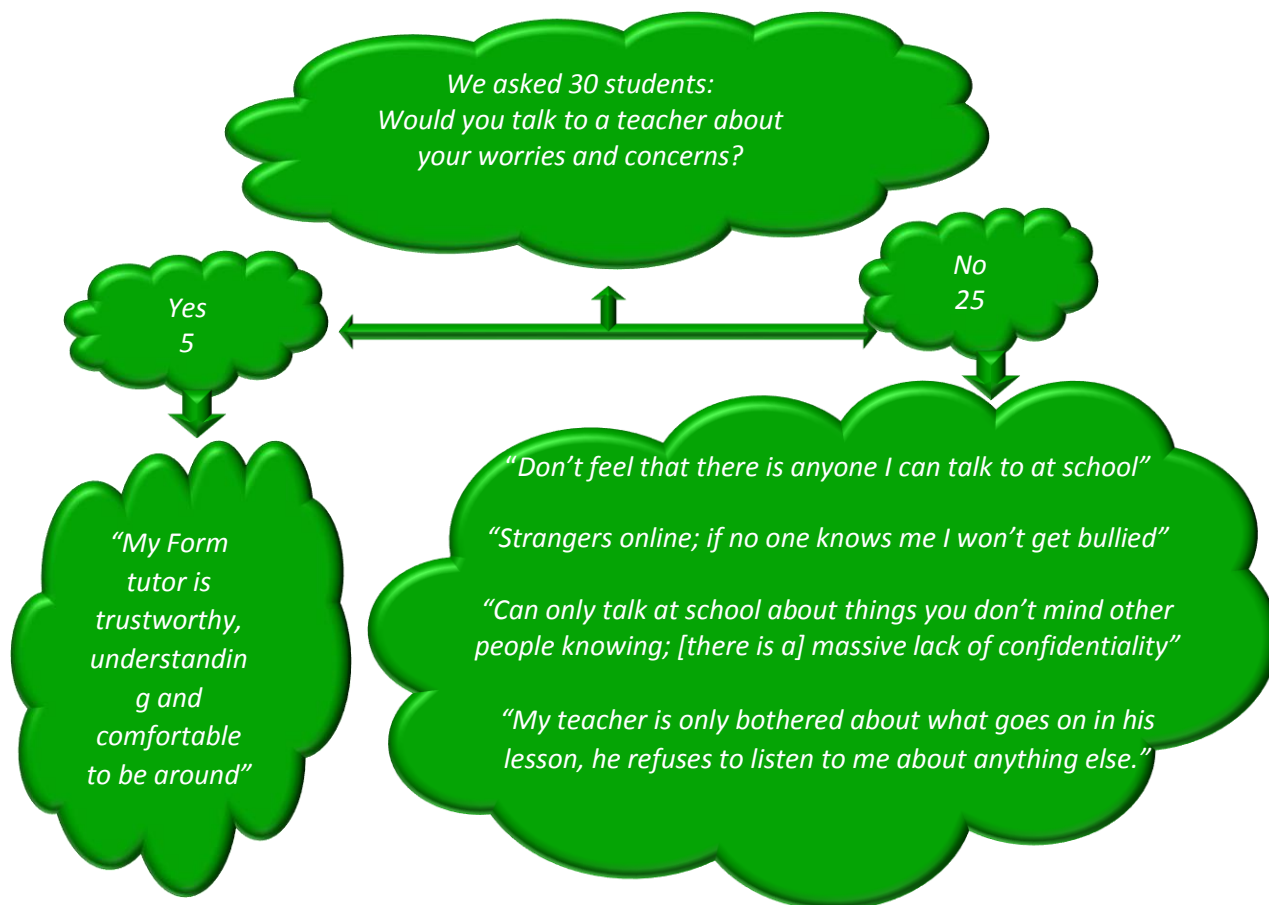 We asked 30 students:
Would you talk to a teacher about
your worries and concerns?
Yes
5
No
25
“My Form
tutor is
trustworthy,
understandin
g and
comfortable
to be around”
“Don’t feel that there is anyone I can talk to at school”
“Strangers online; if no one knows me I won’t get bullied”
“Can only talk at school about things you don’t mind other
people knowing; [there is a] massive lack of confidentiality”
“My teacher is only bothered about what goes on in his
lesson, he refuses to listen to me about anything else.”